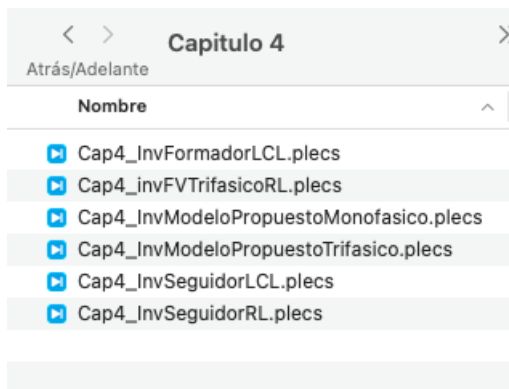 Capitulo 4
Atrás/Adelante
Nombre
Cap4_InvFormadorLCL.plecs
Cap4_invFVTrifasicoRL.plecs
Cap4_InvModeloPropuestoMonofasico.plecs
Cap4_InvModeloPropuestoTrifasico.plecs
Cap4_InvSeguidorLCL.plecs
Cap4_InvSeguidorRL.plecs